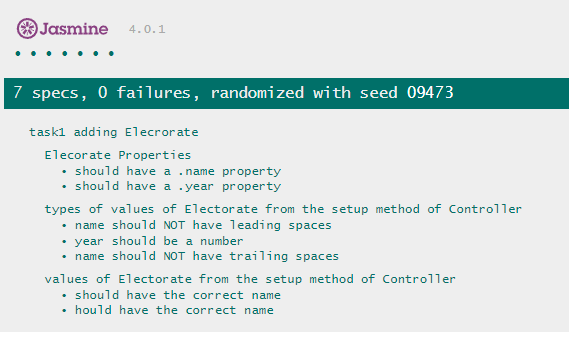 Jasmine 4.0.1
• • • • • • •
7 specs, 0 failures, randomized with seed 09473
task1 adding Elecrorate
Elecorate Properties
• should have a .name property
• should have a .year property
types of values of Electorate from the setup method of Controller
• name should NOT have leading spaces
• year should be a number
• name should NOT have trailing spaces
values of Electorate from the setup method of Controller
• should have the correct name
• hould have the correct name